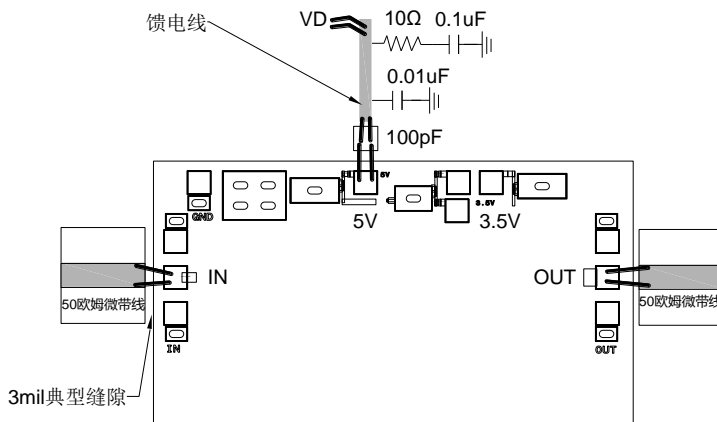 馈电线
VD
10Ω
0.1uF
0.01uF
100pF
5V
3.5V
GND
5V
3.5V
IN
OUT
50欧姆微带线
50欧姆微带线
IN
OUT
3mil典型缝隙